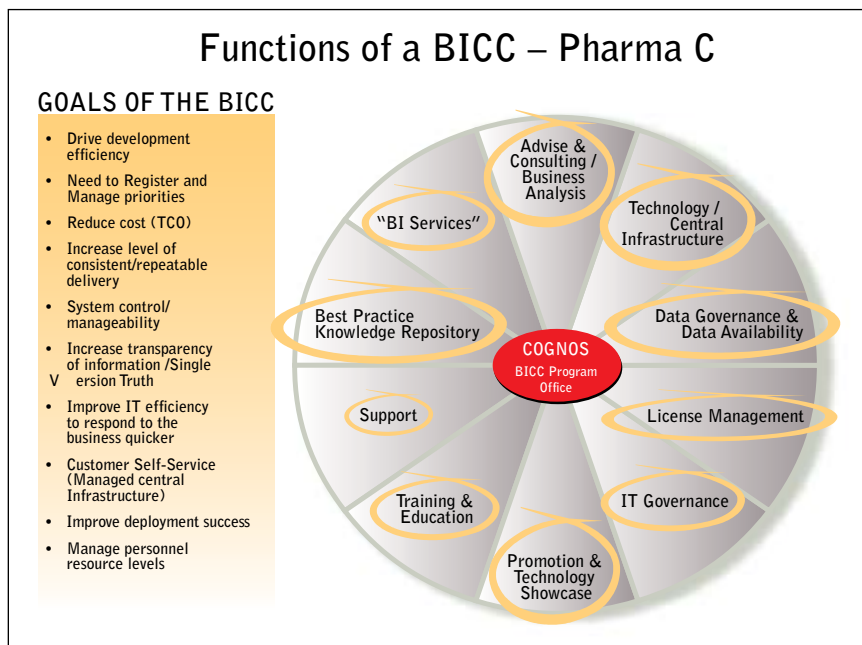 Functions of a BICC – Pharma C
GOALS OF THE BICC
• Drive development
efficiency
• Need to Register and
Manage priorities
• Reduce cost (TCO)
• Increase level of
consistent/repeatable
delivery
• System control/
manageability
• Increase transparency
of information /Single
V ersion Truth
• Improve IT efficiency
to respond to the
business quicker
• Customer Self-Service
(Managed central
Infrastructure)
• Improve deployment success
• Manage personnel
resource levels
Advise &
Consulting /
Business
Analysis
Technology /
Central
Infrastructure
Data Governance &
Data Availability
License Management
IT Governance
Promotion &
Technology
Showcase
Training &
Education
Support
Best Practice
Knowledge Repository
"BI Services"
COGNOS
BICC Program
Office